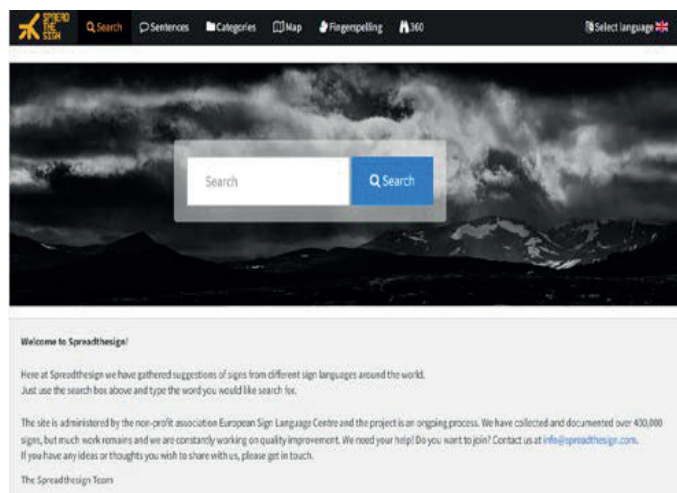 SPREAD
THE
SIGN
Search
Sentences
Categories
Map
Fingerspelling
360
Select language
Search
Search
Welcome to Spreadthesign!
Here at Spreadthesign we have gathered suggestions of signs from different sign languages around the world.
Just use the search box above and type the word you would like search for.
The site is administered by the non-profit association European Sign Language Centre and the project is an ongoing process. We have collected and documented over 400,000
signs, but much work remains and we are constantly working on quality improvement. We need your help! Do you want to join? Contact us at info@spreadthesign.com.
If you have any ideas or thoughts you wish to share with us, please get in touch.
The Spreadthesign Team